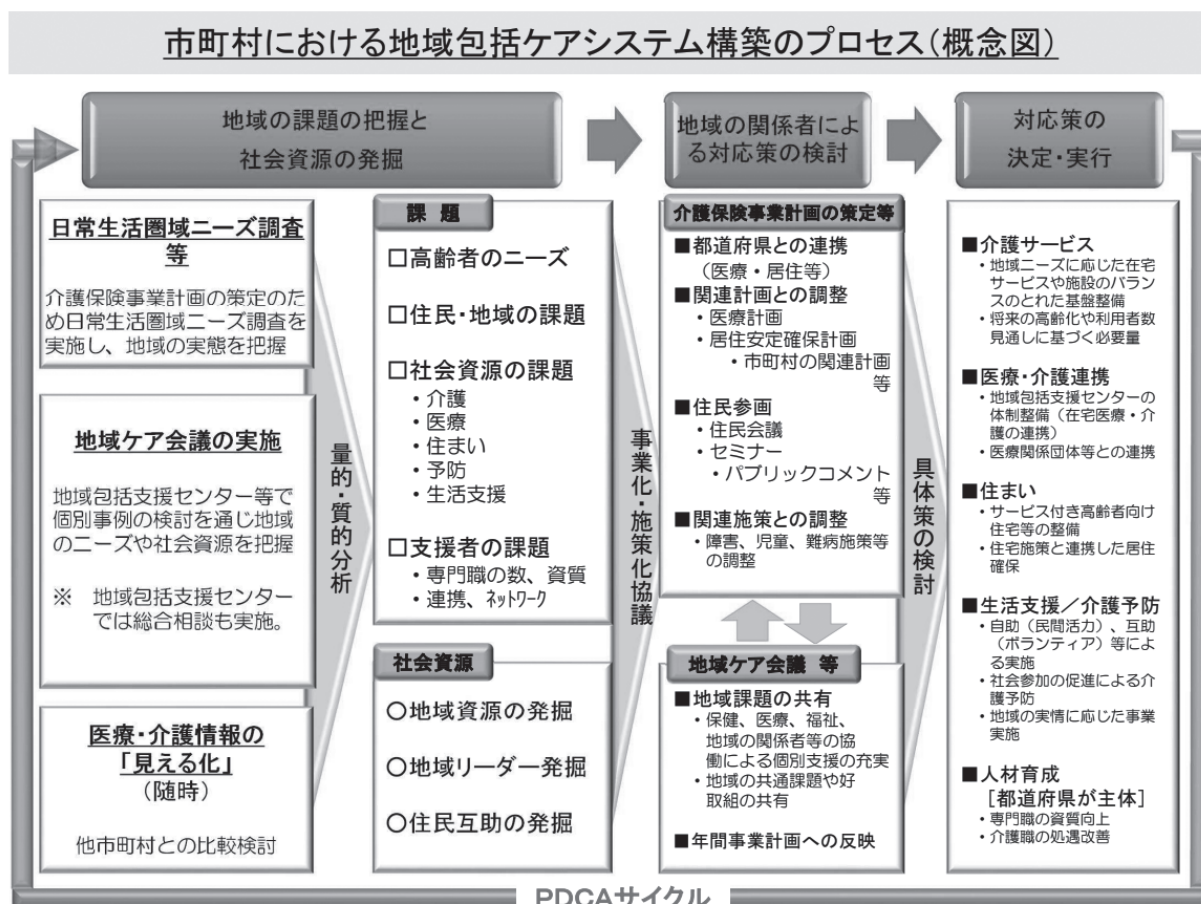 市町村における地域包括ケアシステム構築のプロセス(概念図)
地域の課題の把握と
社会資源の発掘
地域の関係者によ
る対応策の検討
対応策の
決定・実行
日常生活圏域ニーズ調査
等
介護保険事業計画の策定のた
め日常生活圏域ニーズ調査を
実施し、地域の実態を把握
地域ケア会議の実施
地域包括支援センター等で
個別事例の検討を通じ地域
のニーズや社会資源を把握
※ 地域包括支援センター
では総合相談も実施。
医療・介護情報の
「見える化」
(随時)
他市町村との比較検討
量的・質的分析
課 題
□高齢者のニーズ
□住民・地域の課題
□社会資源の課題
・介護
・医療
・住まい
・予防
・生活支援
□支援者の課題
・専門職の数、資質
・連携、ネットワーク
社会資源
○地域資源の発掘
○地域リーダー発掘
○住民互助の発掘
事業化・施策化協議
介護保険事業計画の策定等
■都道府県との連携
(医療・居住等)
■関連計画との調整
・医療計画
・居住安定確保計画
・市町村の関連計画
等
■住民参画
・住民会議
・セミナー
・パブリックコメント
等
■関連施策との調整
・障害、児童、難病施策等
の調整
地域ケア会議 等
■地域課題の共有
・保健、医療、福祉、
地域の関係者等の協
働による個別支援の充実
・地域の共通課題や好
取組の共有
■年間事業計画への反映
具体策の検討
■介護サービス
・地域ニーズに応じた在宅
サービスや施設のバラン
スのとれた基盤整備
・将来の高齢化や利用者数
見通しに基づく必要量
■医療・介護連携
・地域包括支援センターの
体制整備(在宅医療・介
護の連携)
・医療関係団体等との連携
■住まい
・サービス付き高齢者向け
住宅等の整備
・住宅施策と連携した居住
確保
■生活支援/介護予防
・自助(民間活力)、互助
(ボランティア)等によ
る実施
・社会参加の促進による介
護予防
・地域の実情に応じた事業
実施
■人材育成
[都道府県が主体]
・専門職の資質向上
・介護職の処遇改善
PDCAサイクル